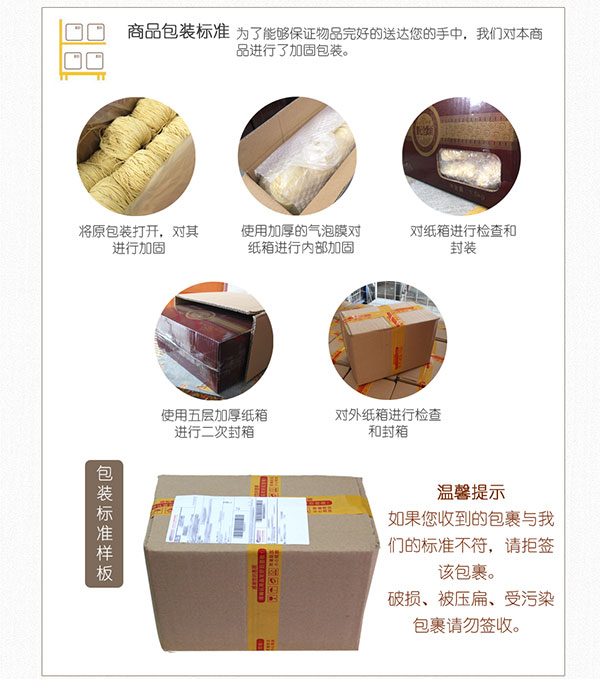 商品包装标准
为了能够保证物品完好的送达您的手中，我们对本商
品进行了加固包装。
将原包装打开，对其
进行加固
使用加厚的气泡膜对
纸箱进行内部加固
对纸箱进行检查和
封装
使用五层加厚纸箱
进行二次封箱
对外纸箱进行检查
和封箱
包装标准样板
温馨提示
如果您收到的包裹与我
们的标准不符，请拒签
该包裹。
破损、被压扁、受污染
包裹请勿签收。